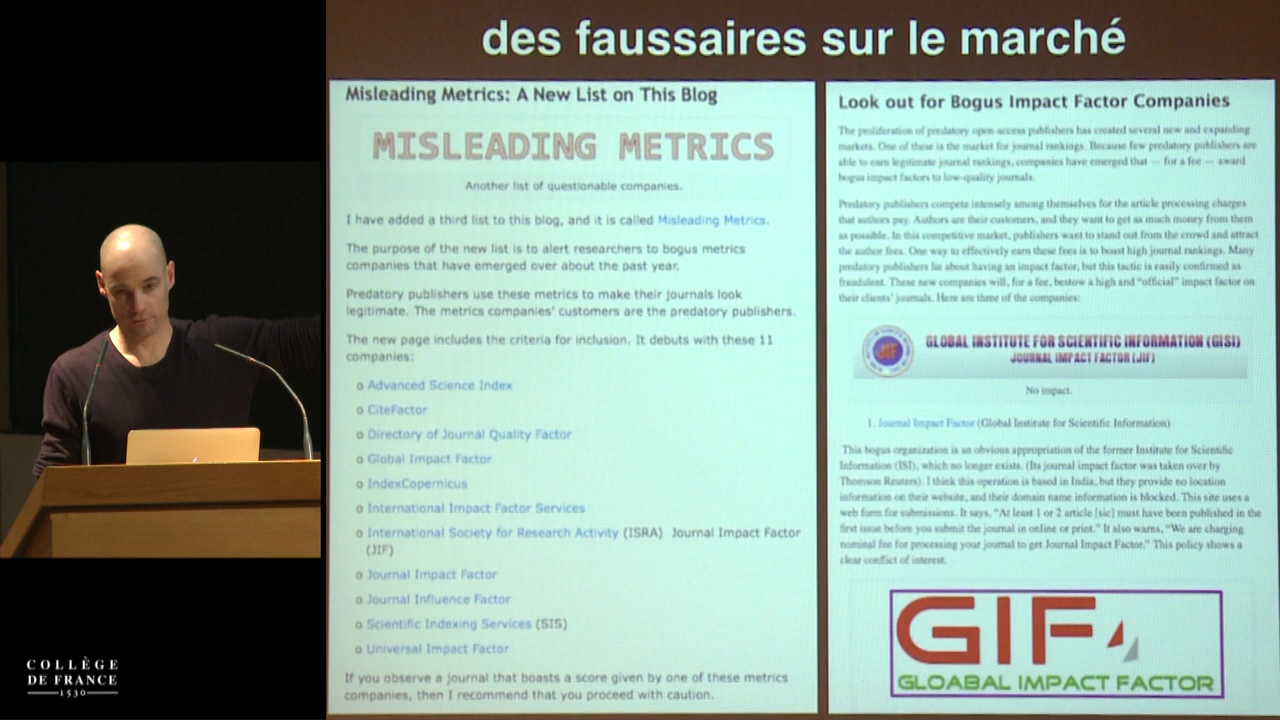 des faussaires sur le marché
Misleading Metrics: A New List on This Blog
MISLEADING METRICS
Another list of questionable companies.
I have added a third list to this blog, and it is called Misleading Metrics.
The purpose of the new list is to alert researchers to bogus metrics
companies that have emerged over about the past year.
Predatory publishers use these metrics to make their journals look
legitimate. The metrics companies' customers are the predatory publishers.
The new page includes the criteria for inclusion. It debuts with these 11
companies:
o Advanced Science Index
o CiteFactor
o Directory of Journal Quality Factor
o Global Impact Factor
o IndexCopernicus
o International Impact Factor Services
o International Society for Research Activity (ISRA) Journal Impact Factor
(JIF)
o Journal Impact Factor
o Journal Influence Factor
o Scientific Indexing Services (SIS)
o Universal Impact Factor
If you observe a journal that boasts a score given by one of these metrics
companies, then I recommend that you proceed with caution.
Look out for Bogus Impact Factor Companies
The proliferation of predatory open-access publishers has created several new and expanding
markets. One of these is the market for journal rankings. Because few predatory publishers are
able to earn legitimate journal rankings, companies have emerged that — for a fee — award
bogus impact factors to low-quality journals.
Predatory publishers compete intensely among themselves for the article processing charges
that authors pay. Authors are their customers, and they want to get as much money from them
as possible. In this competitive market, publishers want to stand out from the crowd and attract
the author fees. One way to effectively earn these fees is to boast high journal rankings. Many
predatory publishers lie about having an impact factor, but this tactic is easily confirmed as
fraudulent. These new companies will, for a fee, bestow a high and “official” impact factor on
their clients' journals. Here are three of the companies:
JIF
GLOBAL INSTITUTE FOR SCIENTIFIC INFORMATION (GISI)
JOURNAL IMPACT FACTOR (JIF)
No impact.
1. Journal Impact Factor (Global Institute for Scientific Information)
This bogus organization is an obvious appropriation of the former Institute for Scientific
Information (ISI), which no longer exists. (Its journal impact factor was taken over by
Thomson Reuters). I think this operation is based in India, but they provide no location
information on their website, and their domain name information is blocked. This site uses a
web form for submissions. It says, “At least 1 or 2 article [sic] must have been published in the
first issue before you submit the journal in online or print.” It also warns, “We are charging
nominal fee for processing your journal to get Journal Impact Factor.” This policy shows a
clear conflict of interest.
GIF
GLOABAL IMPACT FACTOR
COLLÈGE
DE FRANCE
1530